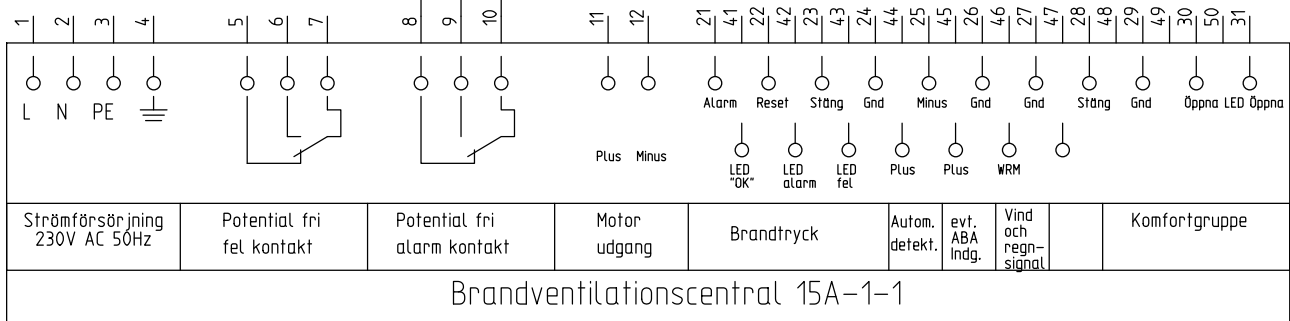 1 2 3 4 5 6 7 8 9 10 11 12 21 41 22 42 23 43 24 44 25 45 26 46 27 47 28 48 29 49 30 50 31
L N PE
Alarm Reset Stäng Gnd Minus Gnd Gnd Stäng Gnd Öppna LED Öppna
Plus Minus
LED "OK"
LED alarm
LED fel
Plus
Plus
WRM
Strömförsörjning
230V AC 50Hz
Potential fri
fel kontakt
Potential fri
alarm kontakt
Motor
udgang
Brandtryck
Autom.
detekt.
evt.
ABA
Indg.
Vind
och
regn-
signal
Komfortgruppe
Brandventilationscentral 15A-1-1